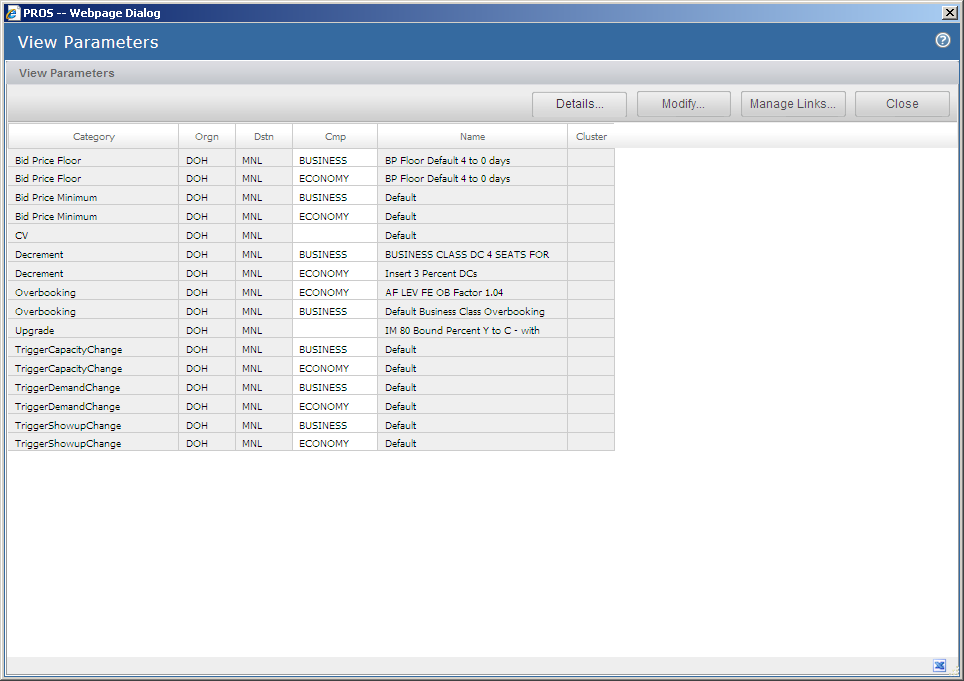 PROS -- Webpage Dialog
View Parameters
View Parameters
Details... Modify... Manage Links... Close
Category Orgn Dstn Cmp Name Cluster
Bid Price Floor DOH MNL BUSINESS BP Floor Default 4 to 0 days
Bid Price Floor DOH MNL ECONOMY BP Floor Default 4 to 0 days
Bid Price Minimum DOH MNL BUSINESS Default
Bid Price Minimum DOH MNL ECONOMY Default
CV DOH MNL Default
Decrement DOH MNL BUSINESS BUSINESS CLASS DC 4 SEATS FOR
Decrement DOH MNL ECONOMY Insert 3 Percent DCs
Overbooking DOH MNL ECONOMY AF LEV FE OB Factor 1.04
Overbooking DOH MNL BUSINESS Default Business Class Overbooking
Upgrade DOH MNL IM 80 Bound Percent Y to C - with
TriggerCapacityChange DOH MNL BUSINESS Default
TriggerCapacityChange DOH MNL ECONOMY Default
TriggerDemandChange DOH MNL BUSINESS Default
TriggerDemandChange DOH MNL ECONOMY Default
TriggerShowupChange DOH MNL BUSINESS Default
TriggerShowupChange DOH MNL ECONOMY Default